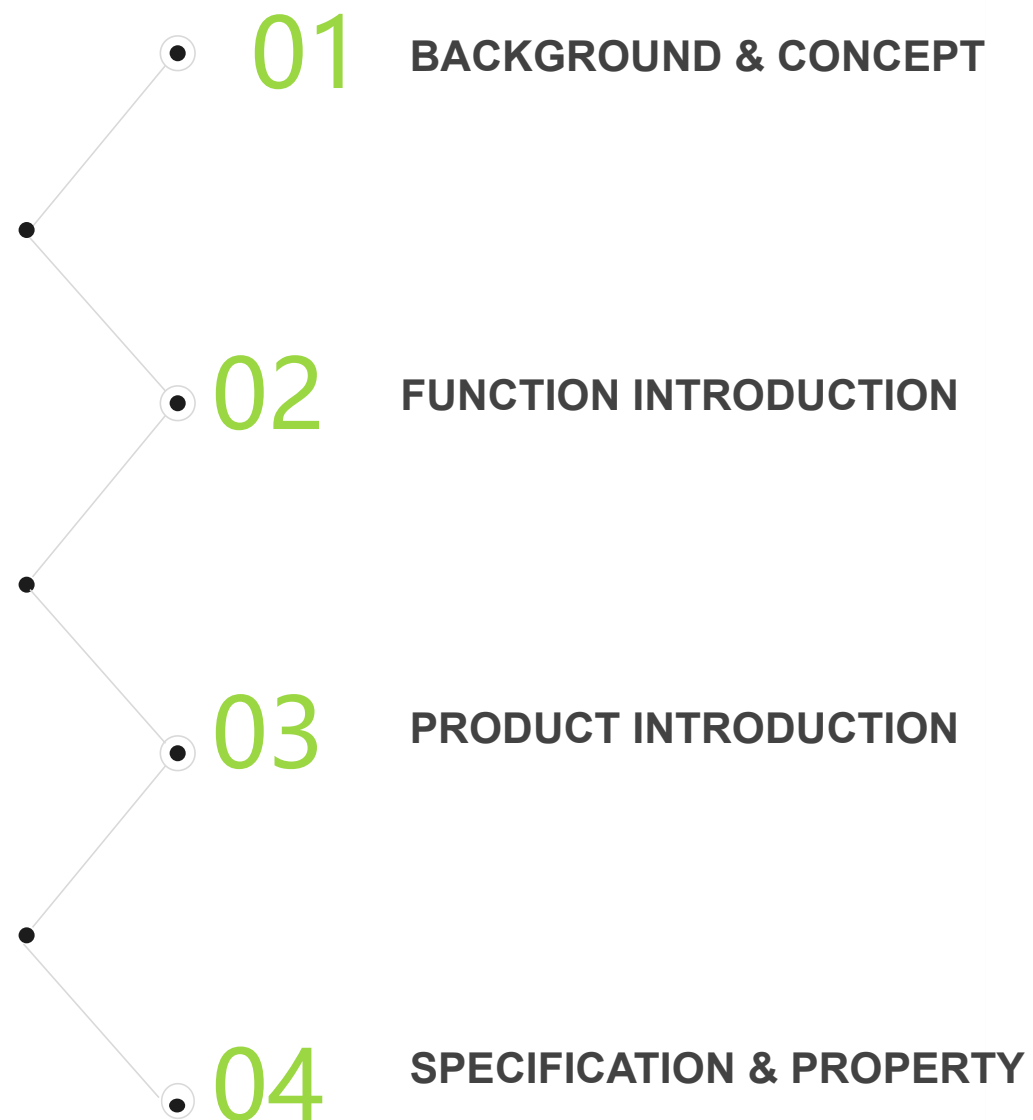 01 BACKGROUND & CONCEPT
02 FUNCTION INTRODUCTION
03 PRODUCT INTRODUCTION
04 SPECIFICATION & PROPERTY